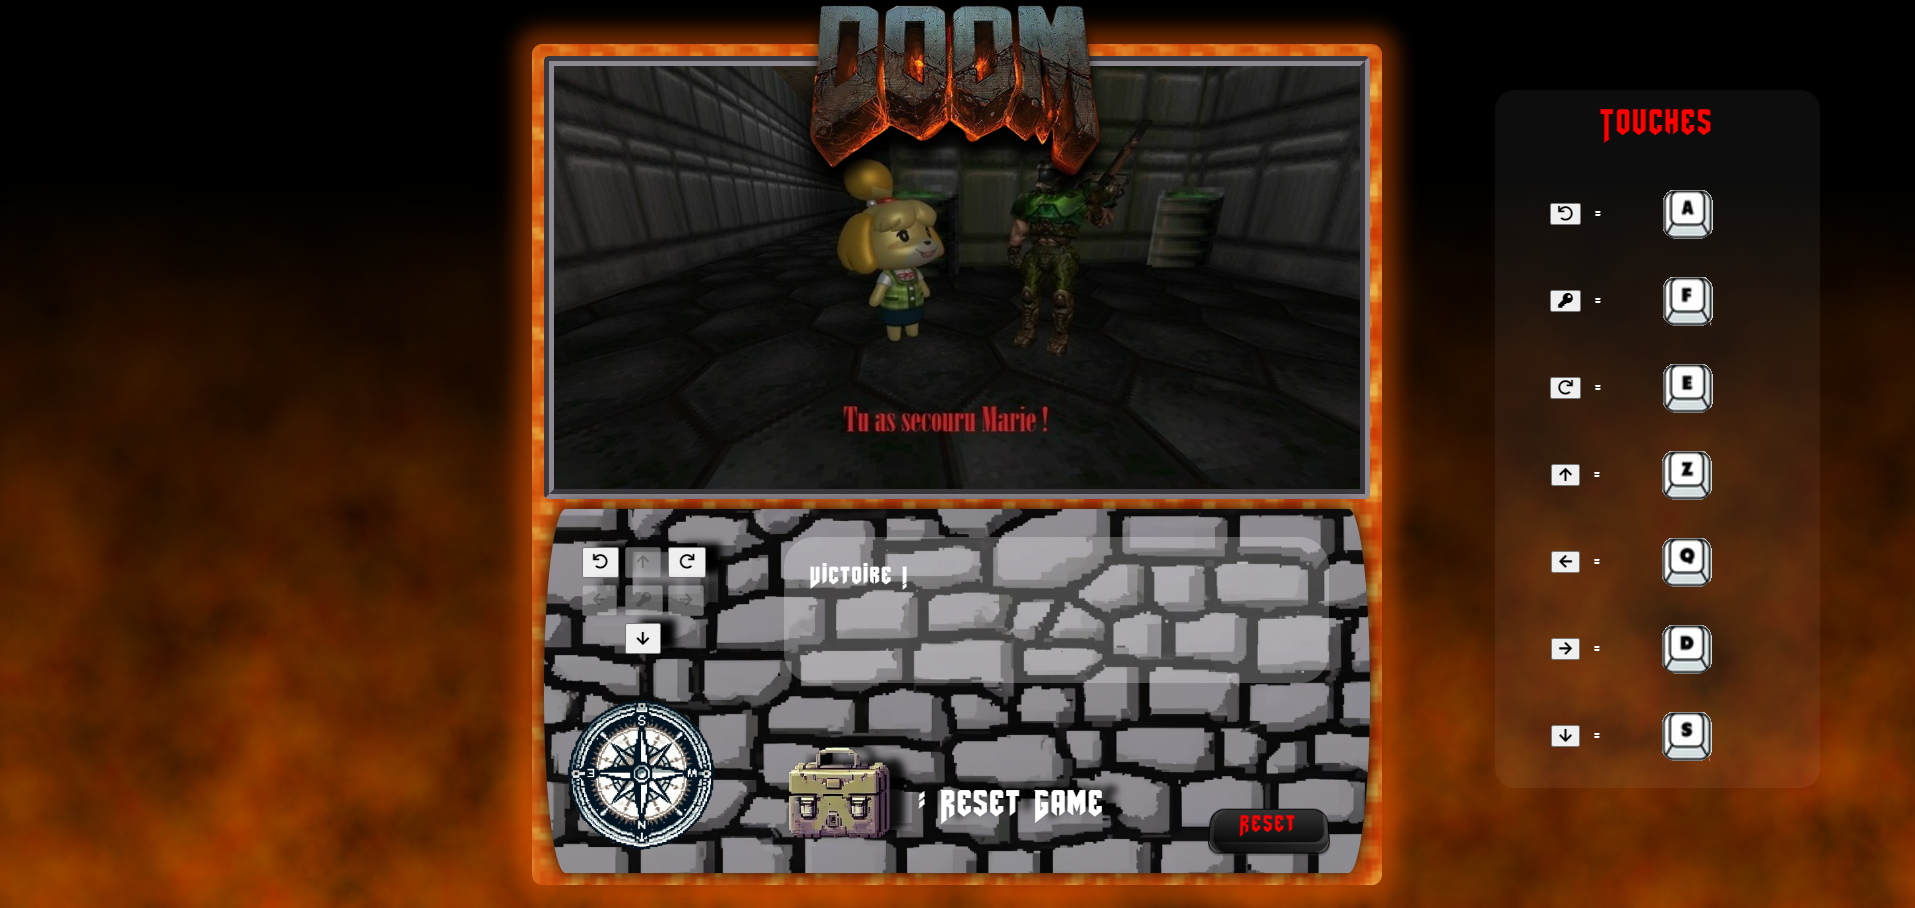 DOOM
Tu as secouru Marie !
Victoire !
S
E
W
N
: Reset Game
Reset
Touches
= A
= F
= E
= Z
= Q
= D
= S